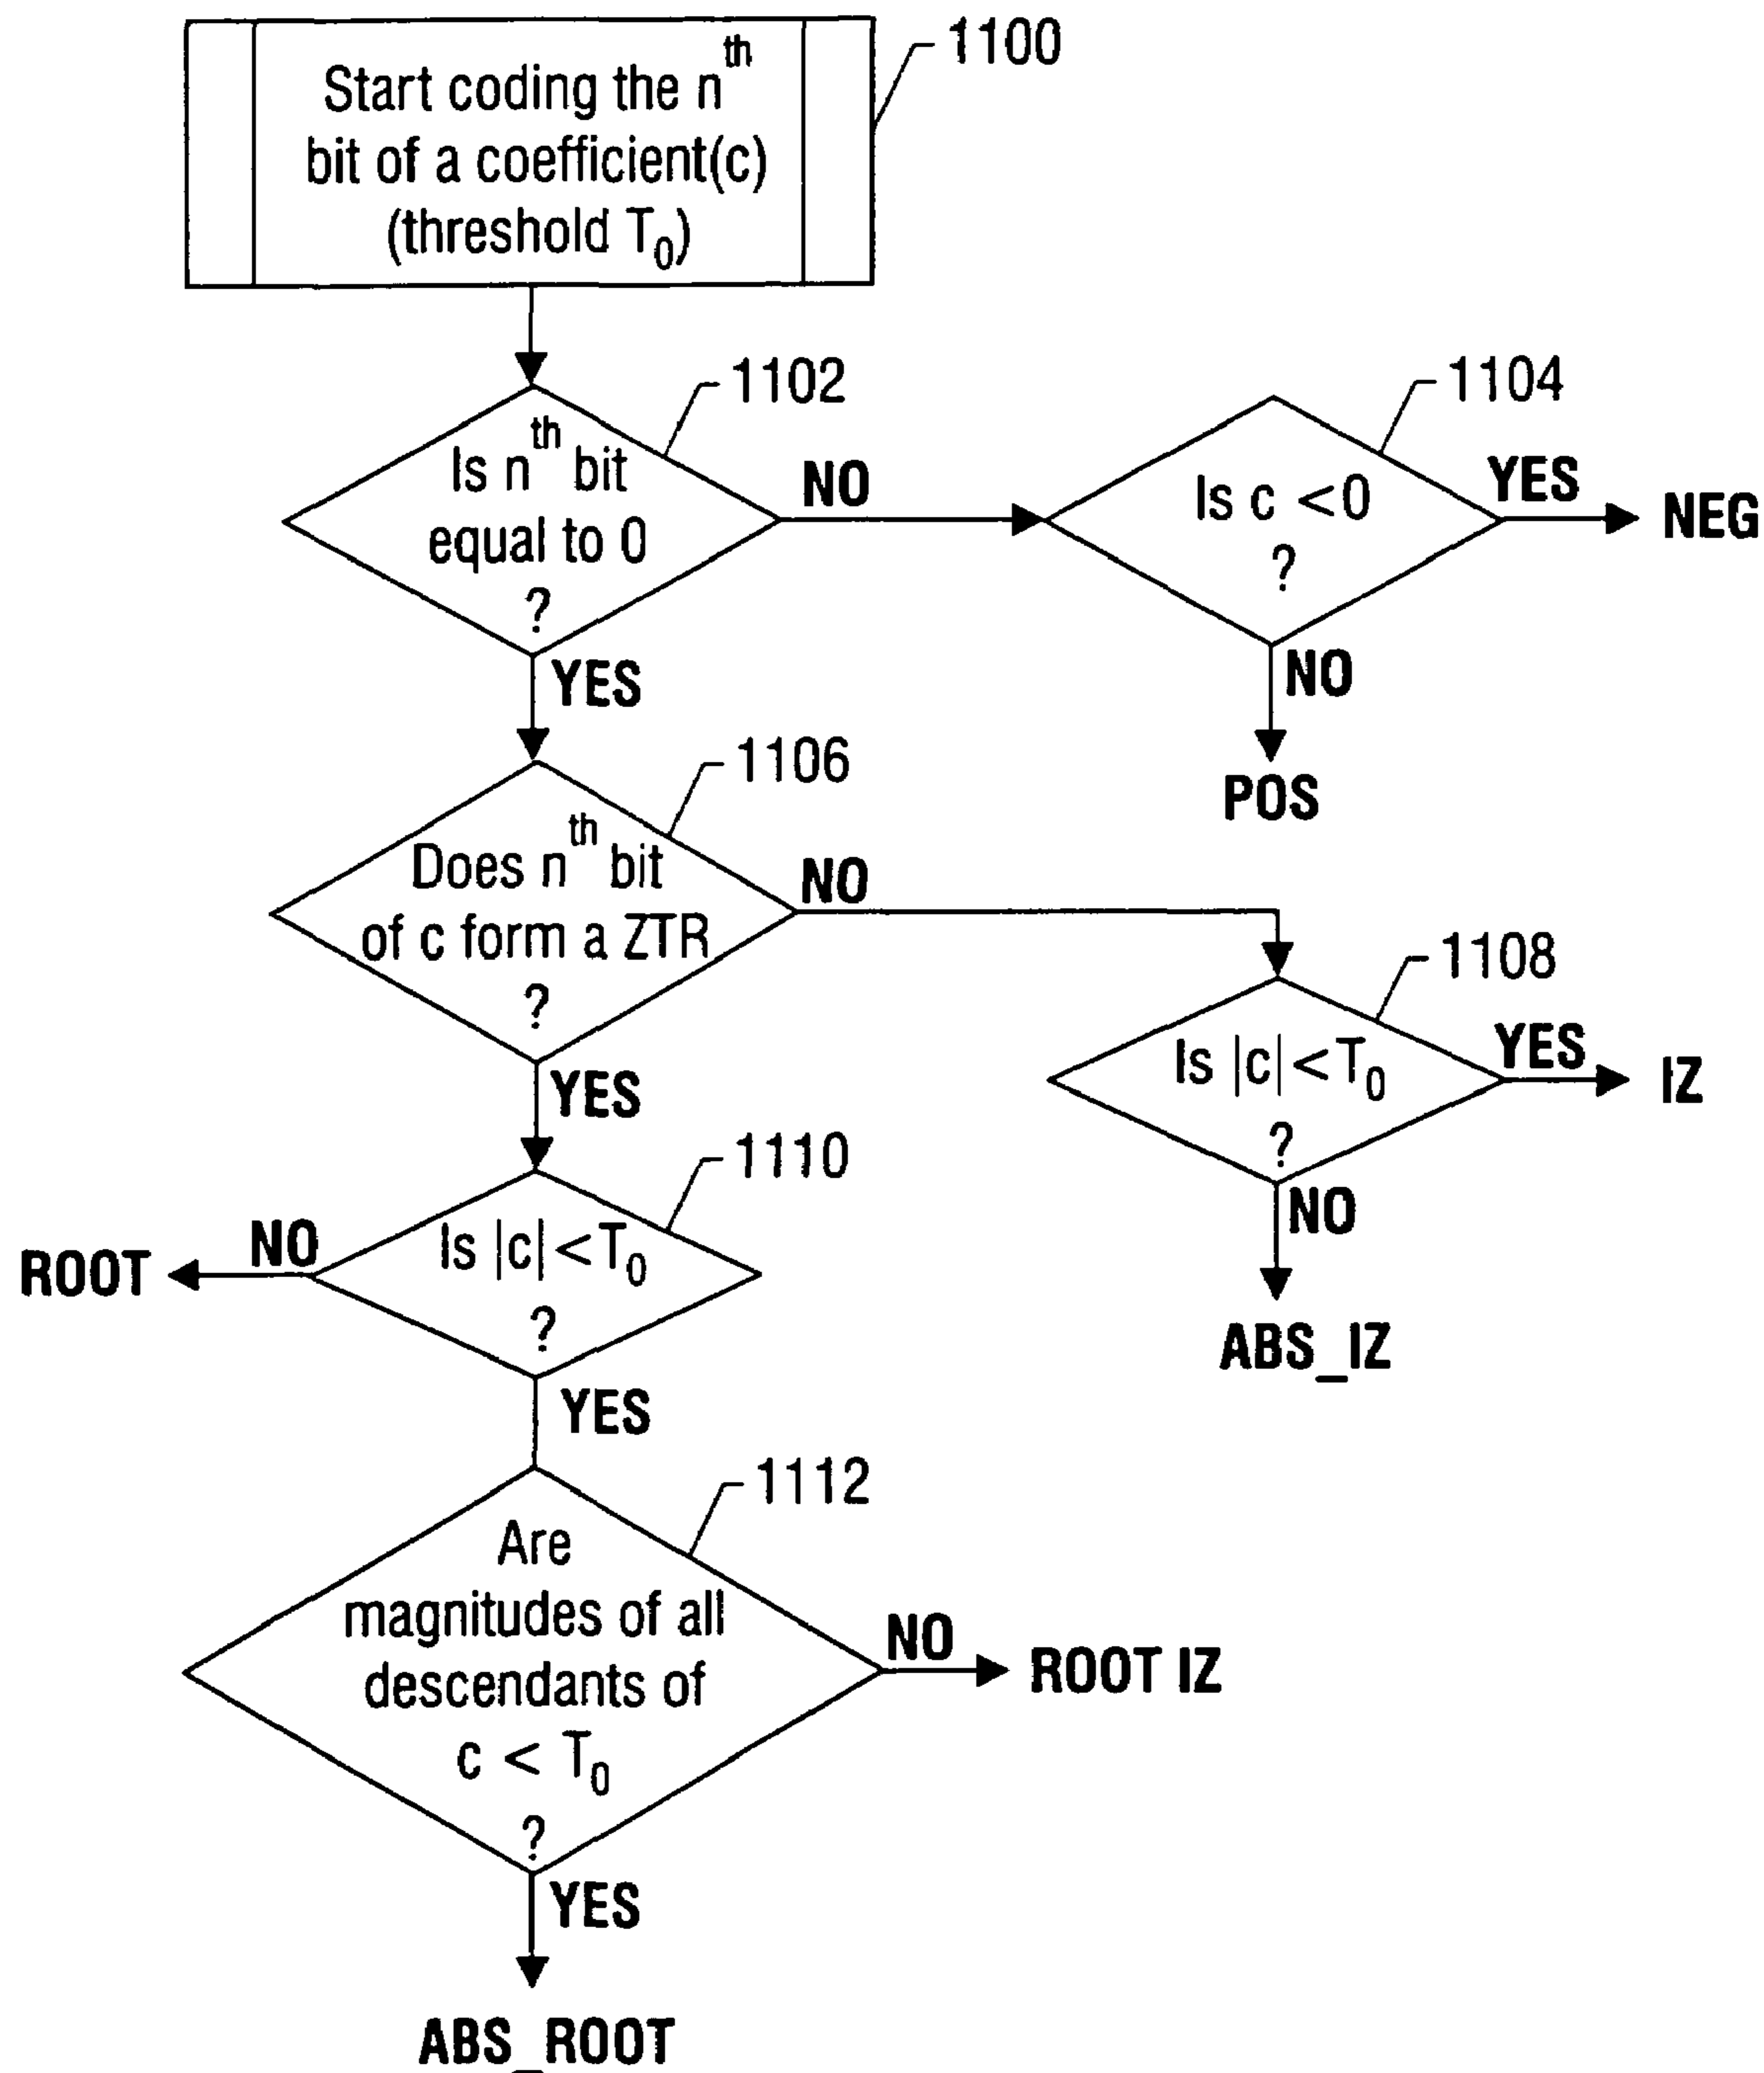 1100
Start coding the nth
bit of a coefficient(c)
(threshold T0)
1102
Is nth bit
equal to 0
?
NO
YES
1104
Is c <0
?
YES
NEG
NO
POS
1106
Does nth bit
of c form a ZTR
?
NO
YES
1108
Is |c| <T0
?
YES
IZ
NO
ABS_IZ
1110
Is |c| <T0
?
NO
ROOT
YES
1112
Are
magnitudes of all
descendants of
c < T0
?
NO
ROOT IZ
YES
ABS_ROOT